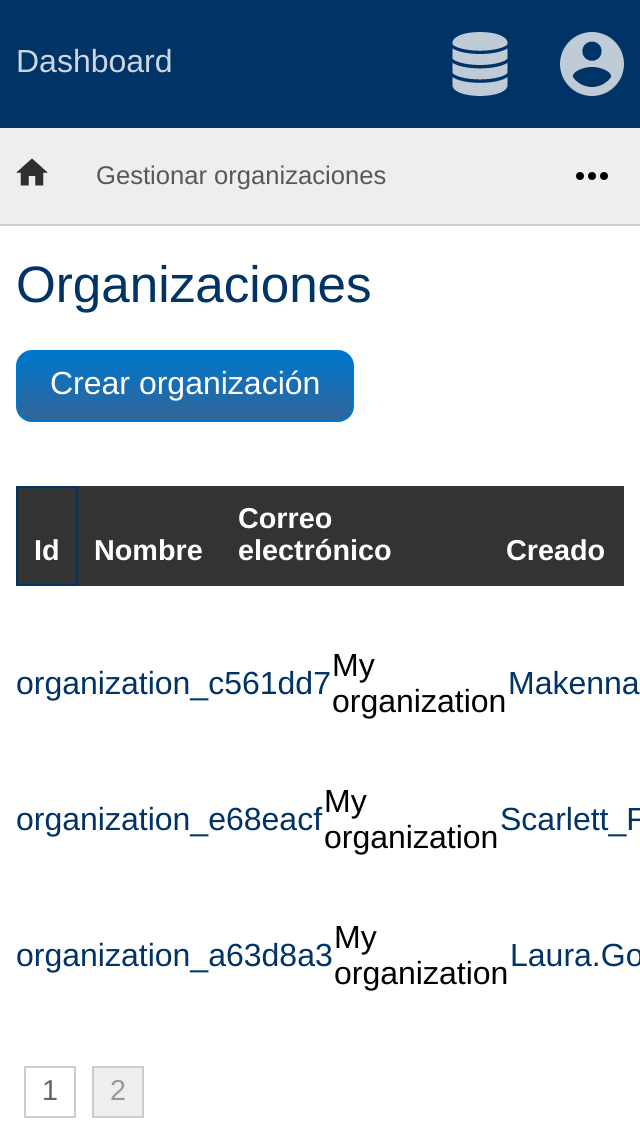 Dashboard
Gestionar organizaciones
Organizaciones
Crear organización
Id Nombre Correo electrónico Creado
organization_c561dd7 My organization Makenna
organization_e68eacf My organization Scarlett_F
organization_a63d8a3 My organization Laura.Go
1 2